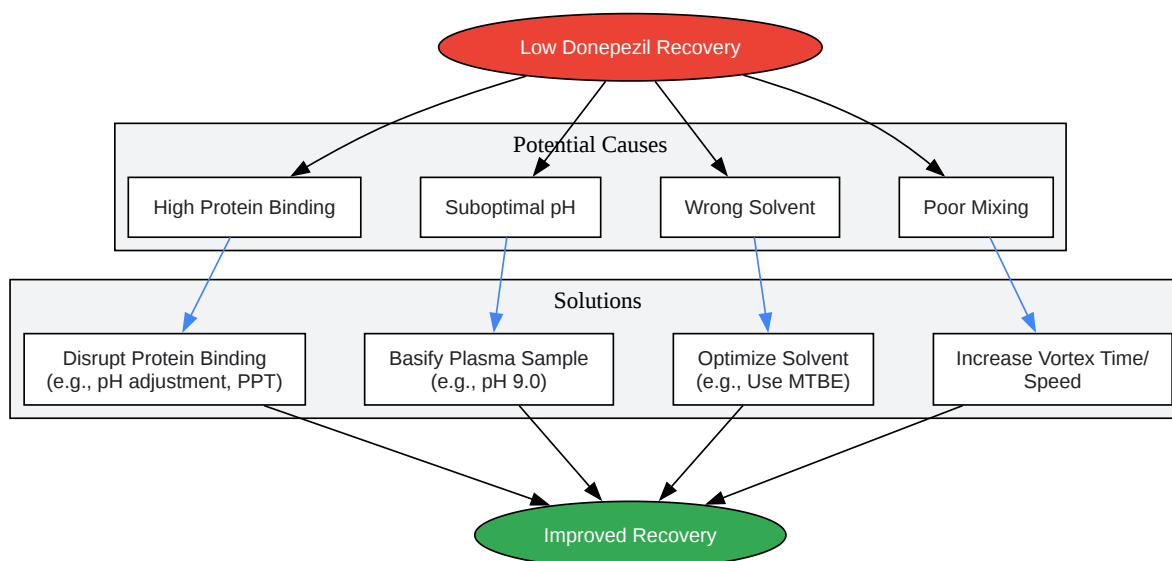 Low Donepezil Recovery
Potential Causes
High Protein Binding
Suboptimal pH
Wrong Solvent
Poor Mixing
Solutions
Disrupt Protein Binding
(e.g., pH adjustment, PPT)
Basify Plasma Sample
(e.g., pH 9.0)
Optimize Solvent
(e.g., Use MTBE)
Increase Vortex Time/
Speed
Improved Recovery